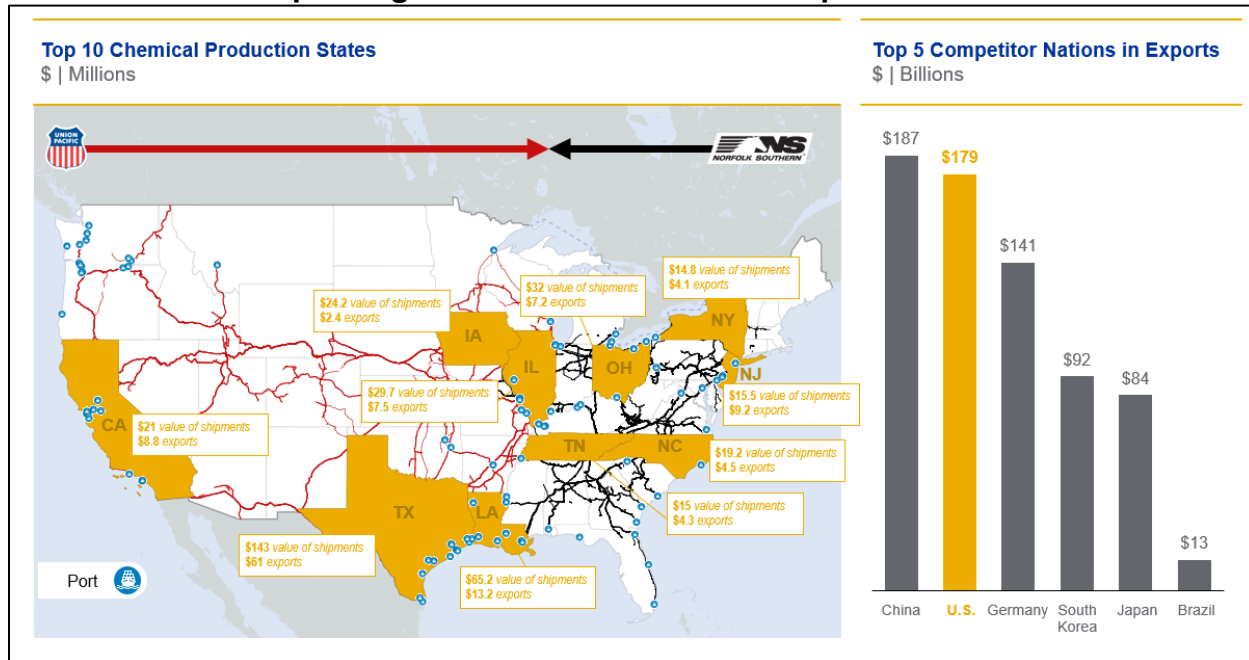 Top 10 Chemical Production States
$ | Millions
UNION
PACIFIC
NS
NORFOLK SOUTHERN
$14.8 value of shipments
$4.1 exports
$32 value of shipments
$7.2 exports
$24.2 value of shipments
$2.4 exports
NY
IA
IL
OH
NJ
$29.7 value of shipments
$7.5 exports
$15.5 value of shipments
$9.2 exports
CA
$21 value of shipments
$8.8 exports
TN
NC
$19.2 value of shipments
$4.5 exports
$15 value of shipments
$4.3 exports
TX
LA
$143 value of shipments
$61 exports
$65.2 value of shipments
$13.2 exports
Port
Top 5 Competitor Nations in Exports
$ | Billions
$187
$179
$141
$92
$84
$13
China
U.S.
Germany
South
Korea
Japan
Brazil